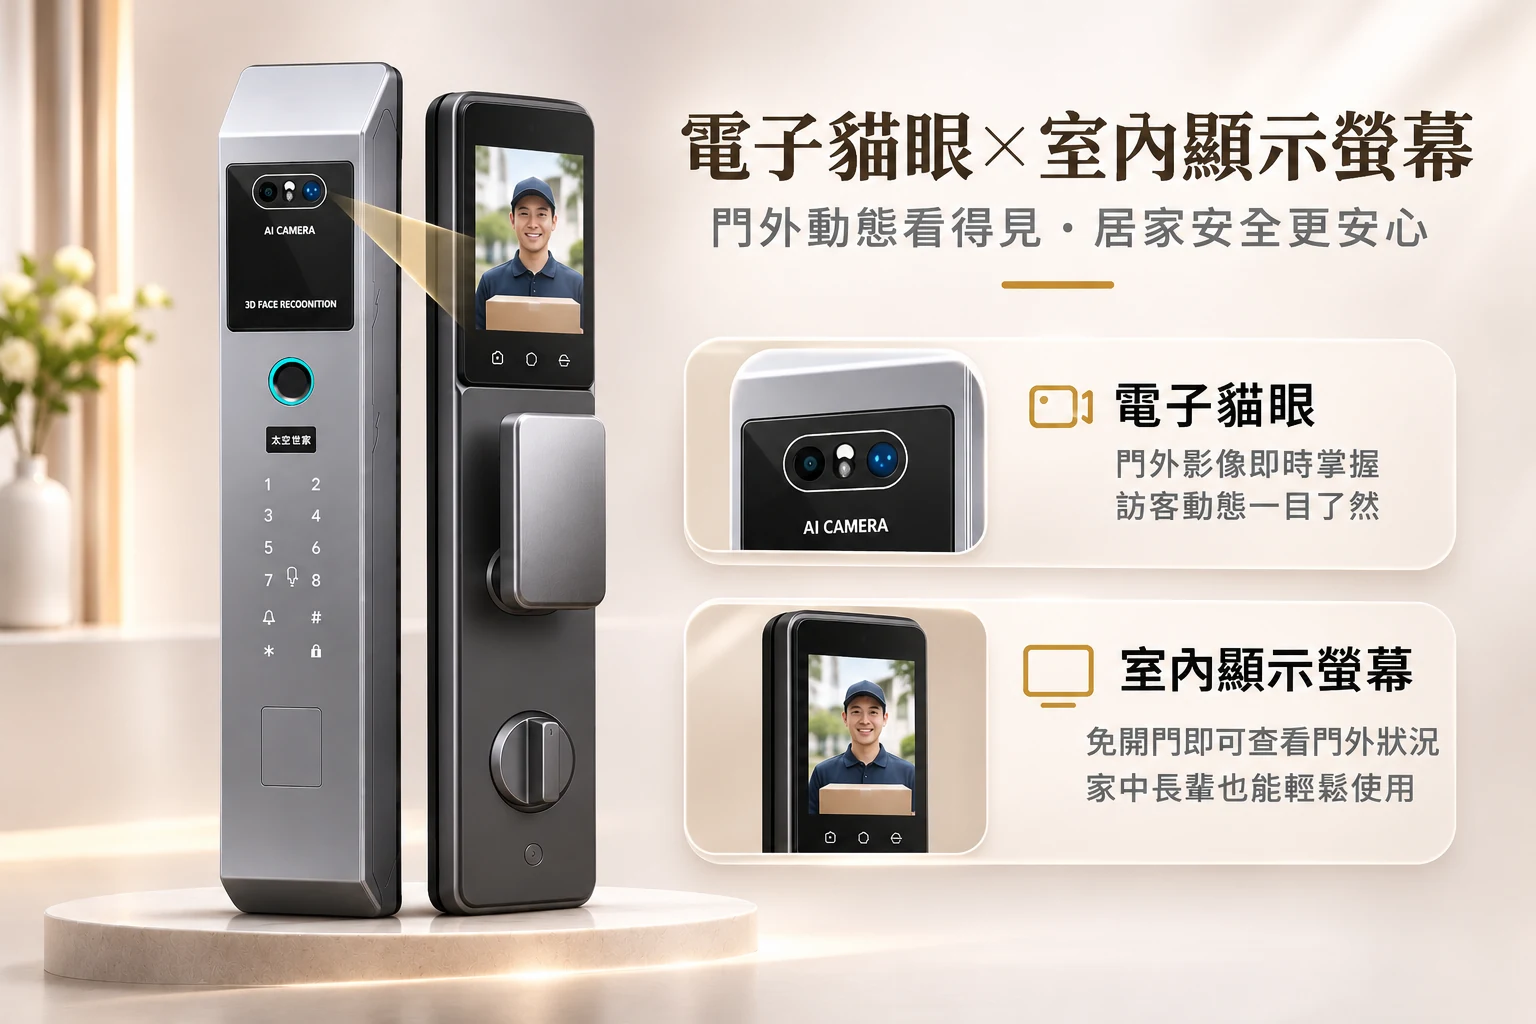 電子貓眼×室內顯示螢幕
門外動態看得見・居家安全更安心
AI CAMERA
3D FACE RECOONITION
太空世家
1 2
3 4
5 6
7 8
#
*
電子貓眼
門外影像即時掌握
訪客動態一目了然
AI CAMERA
室內顯示螢幕
免開門即可查看門外狀況
家中長輩也能輕鬆使用